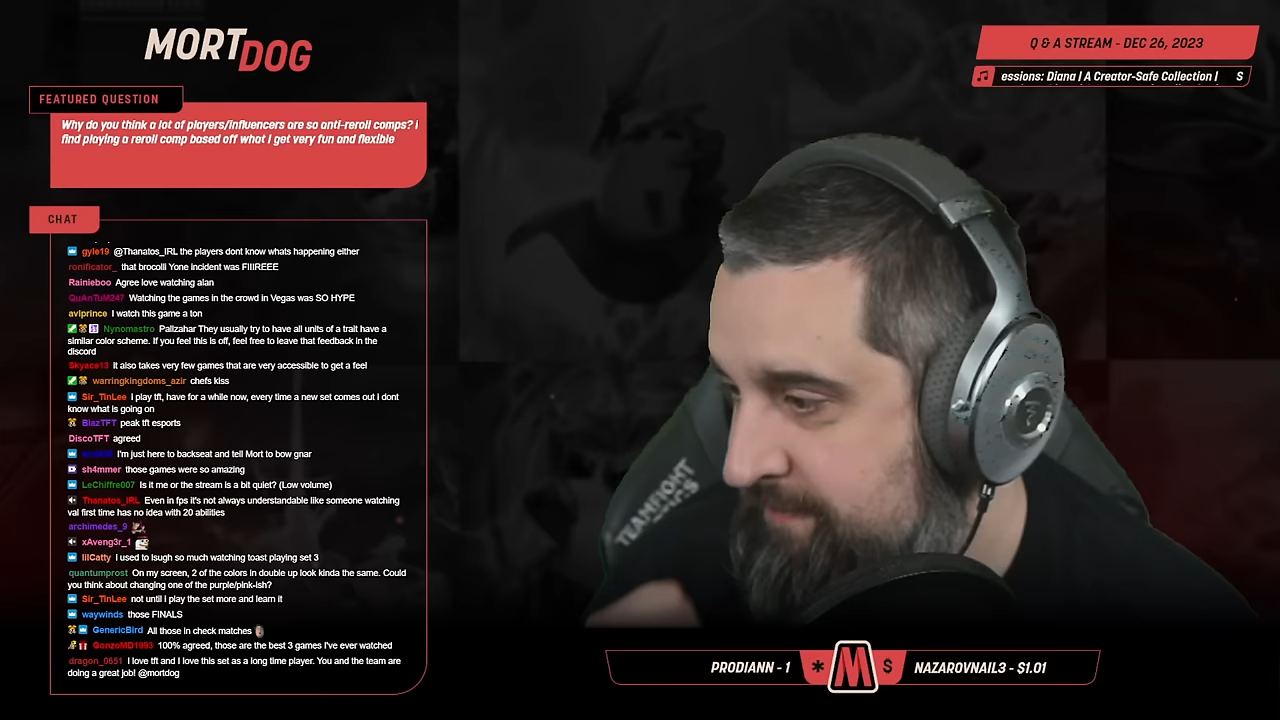 MORTDOG
Q & A STREAM - DEC 26, 2023
essions: Diana | A Creator-Safe Collection | S
FEATURED QUESTION
Why do you think a lot of players/influencers are so anti-reroll comps? I
find playing a reroll comp based off what I get very fun and flexible
CHAT
gyle19 @Thanatos_IRL the players dont know whats happening either
ronificator_ that brocolli Yone incident was FIIIREEE
Rainieboo Agree love watching alan
QuAnTuM247 Watching the games in the crowd in Vegas was SO HYPE
aviprince I watch this game a ton
Nynomastro Pallzahar They usually try to have all units of a trait have a
similar color scheme. If you feel this is off, feel free to leave that feedback in the
discord
Skyace13 It also takes very few games that are very accessible to get a feel
warringkingdoms_azir chefs kiss
Sir_TinLee I play tft, have for a while now, every time a new set comes out I dont
know what is going on
BlazTFT peak tft esports
DiscoTFT agreed
I'm just here to backseat and tell Mort to bow gnar
sh4mmer those games were so amazing
LeChiffre007 Is it me or the stream is a bit quiet? (Low volume)
Thanatos_IRL Even in fps it's not always understandable like someone watching
val first time has no idea with 20 abilities
archimedes_9
xAveng3r_1
lilCatty I used to lsugh so much watching toast playing set 3
quantumprost On my screen, 2 of the colors in double up look kinda the same. Could
you think about changing one of the purple/pink-ish?
Sir_TinLee not until i play the set more and learn it
waywinds those FINALS
GenericBird All those in check matches
GonzoMD1993 100% agreed, those are the best 3 games I've ever watched
dragon_0651 I love tft and I love this set as a long time player. You and the team are
doing a great job! @mortdog
TEAMFIGHT
TACTICS
PRODIANN - 1 * M $ NAZAROVNAIL3 - $1.01